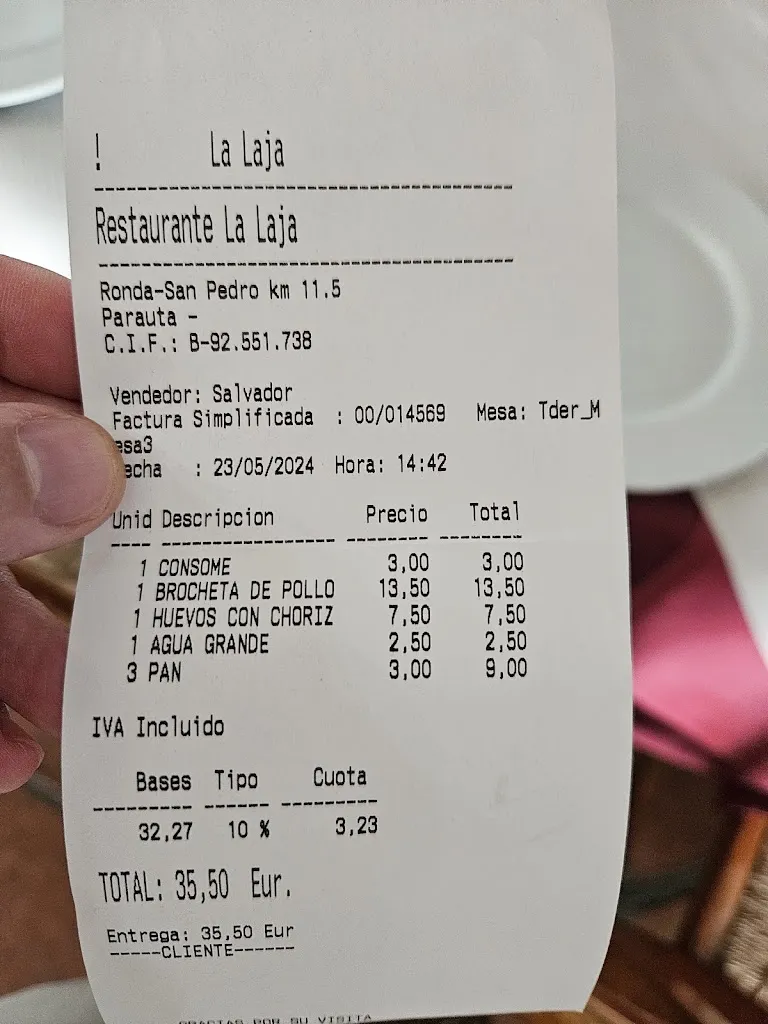 ! La Laja
Restaurante La Laja
Ronda-San Pedro km 11.5
Parauta -
C.I.F.: B-92.551.738
Vendedor: Salvador
Factura Simplificada : 00/014569 Mesa: Tder_M
esa3
echa : 23/05/2024 Hora: 14:42
Unid Descripcion Precio Total
1 CONSOME 3,00 3,00
1 BROCHETA DE POLLO 13,50 13,50
1 HUEVOS CON CHORIZ 7,50 7,50
1 AGUA GRANDE 2,50 2,50
3 PAN 3,00 9,00
IVA Incluido
Bases Tipo Cuota
32,27 10 % 3,23
TOTAL: 35,50 Eur.
Entrega: 35,50 Eur
-----CLIENTE------
GRACIAS POR SU VISITA